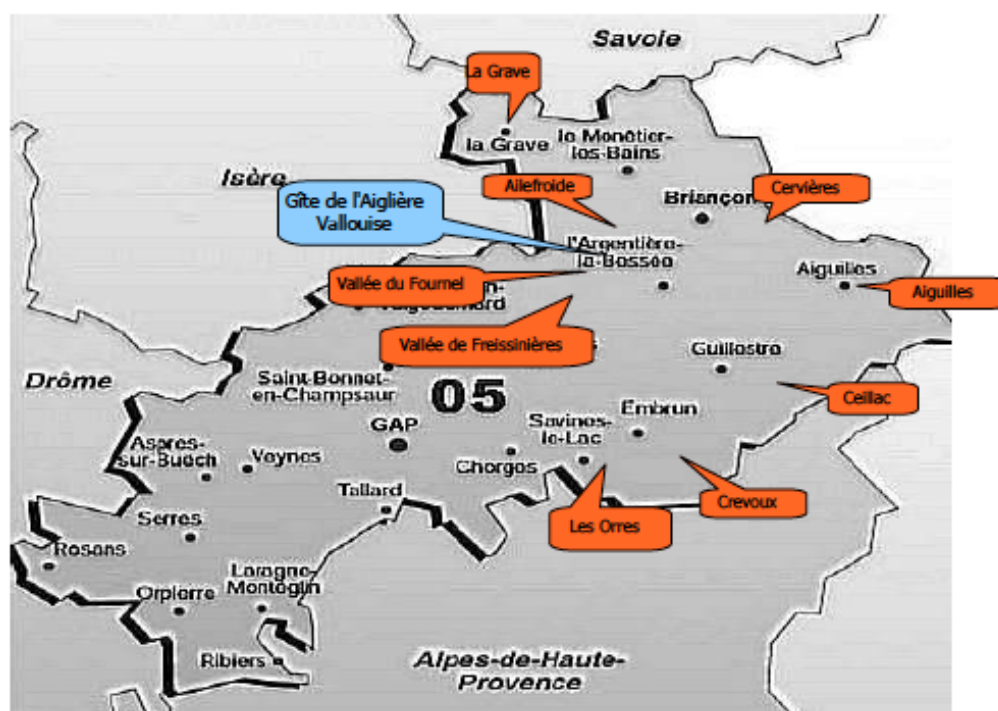 Savoie
La Grave
la Grave
le Monêtier-
les-Bains
Isère
Ailefroide
Cervières
Gîte de l'Aiglière
Vallouise
Briançon
l'Argentière-
la-Bessée
Aiguilles
Vallée du Fournel
Aiguilles
Vallée de Freissinières
Guillestre
Drôme
Saint-Bonnet-
en-Champsaur
05
Ceillac
Embrun
GAP
Savines-
le-Lac
Aspres-
sur-Buëch
Veynes
Chorges
Tallard
Crevoux
Les Orres
Serres
Rosans
Laragne-
Montéglin
Orpierre
Ribiers
Alpes-de-Haute-
Provence